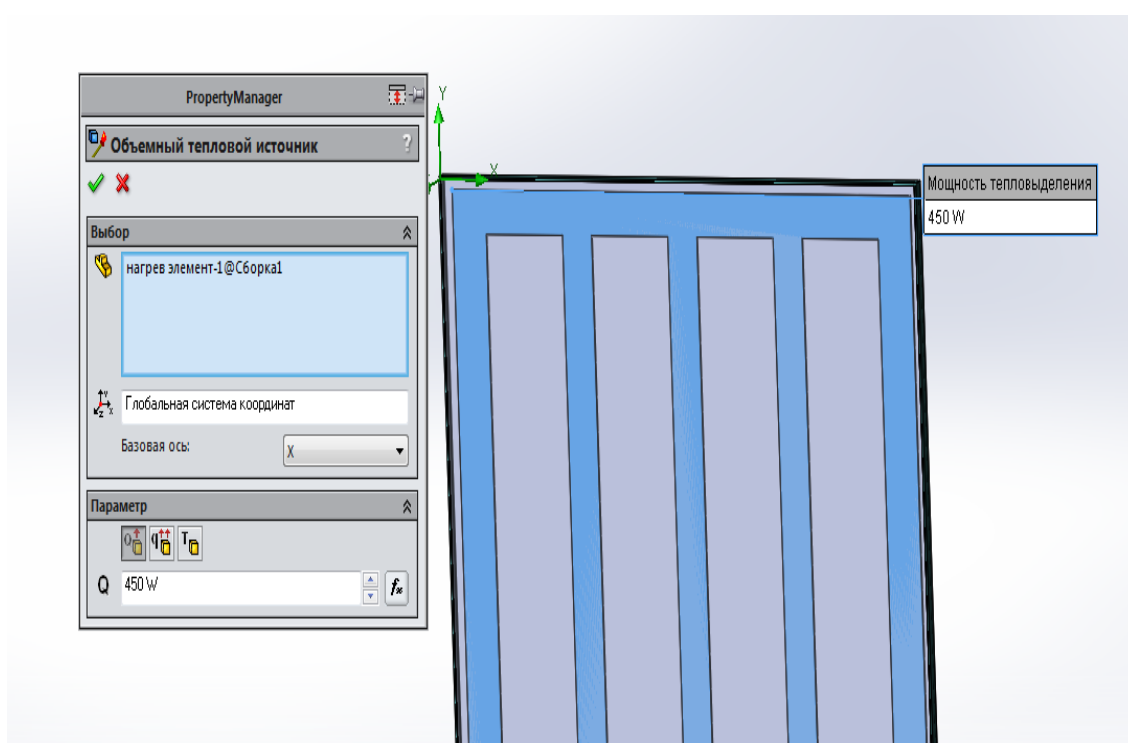 PropertyManager
Объемный тепловой источник
?
Выбор
нагрев элемент-1@Сборка1
Глобальная система координат
Базовая ось:
X
Параметр
Q
450 W
Y
X
Мощность тепловыделения
450 W